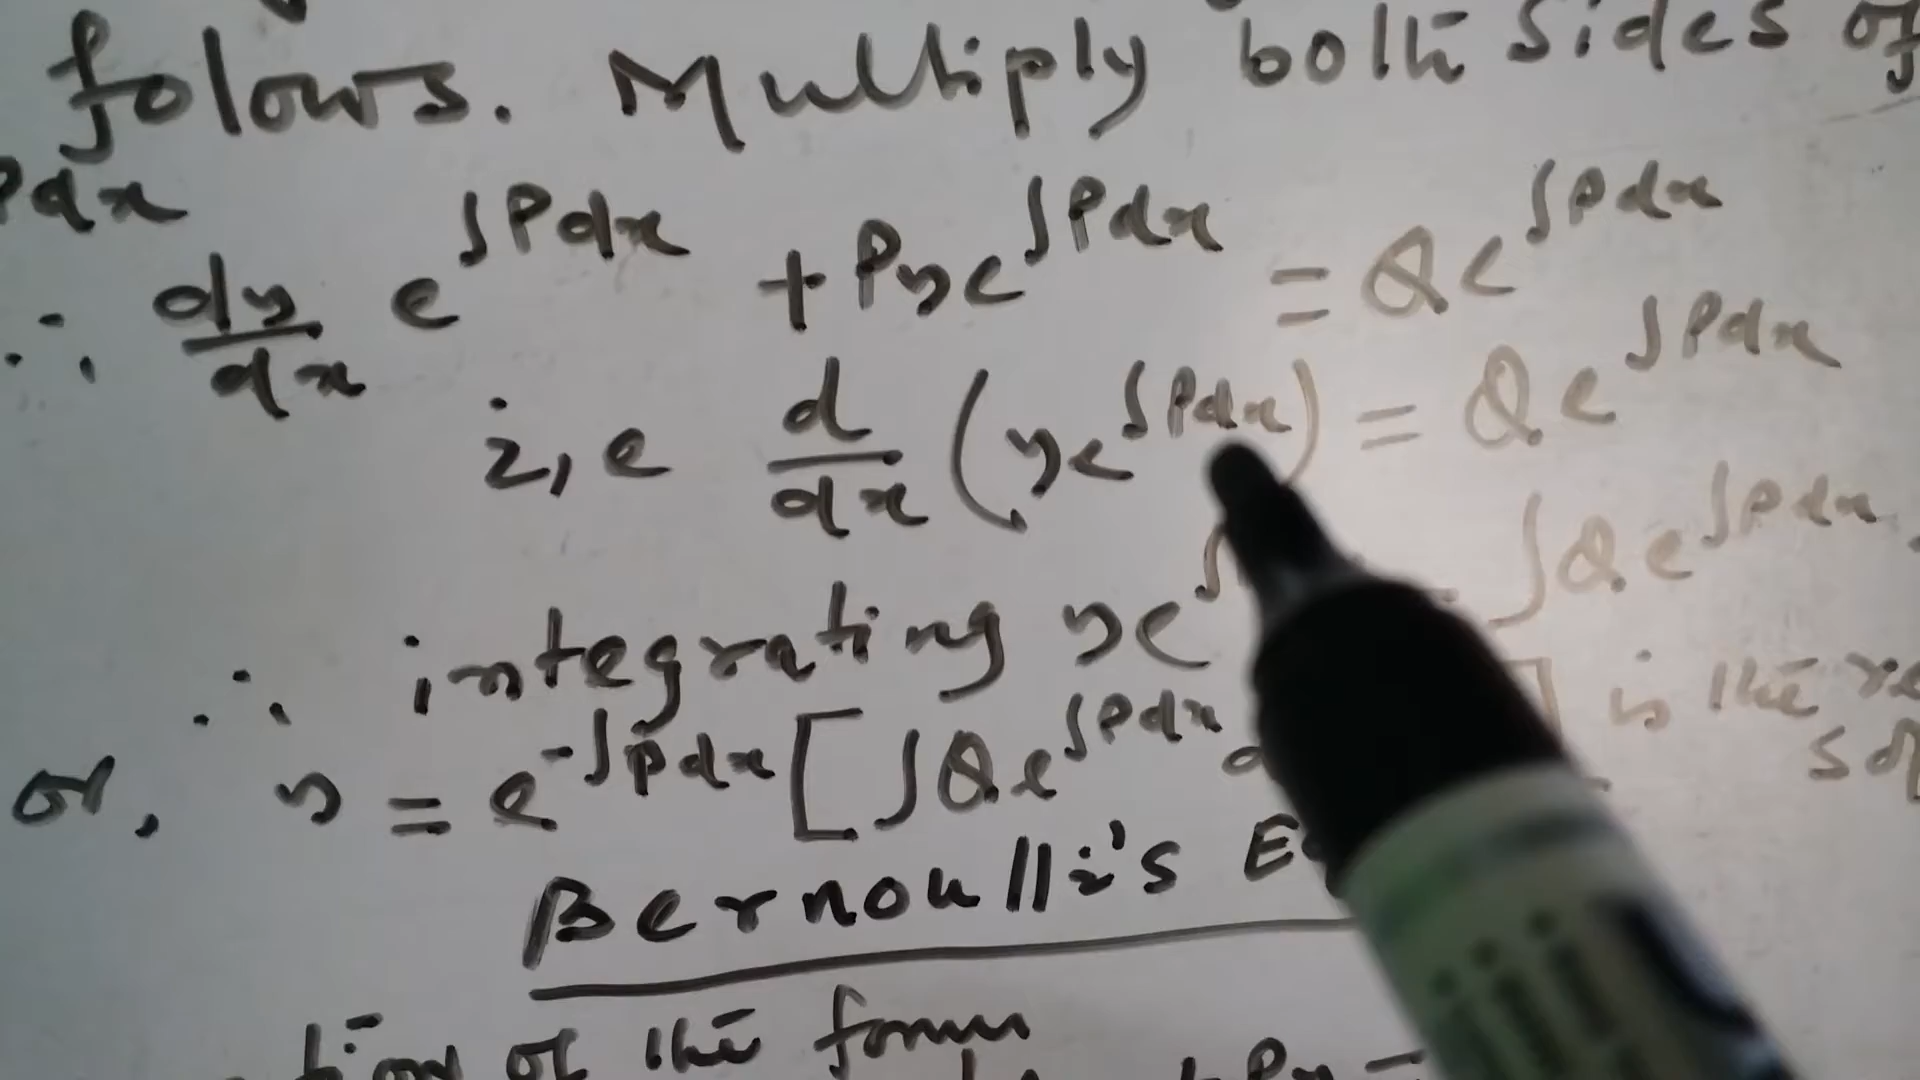 folows. Multiply both sides of
Pdx
∴ dy/dx e^∫Pdx + Pye^∫Pdx = Qe^∫Pdx
i,e d/dx (ye^∫Pdx) = Qe^∫Pdx
∴ integrating ye^∫ = ∫Qe^∫Pdx
or, y = e^-∫Pdx [∫Qe^∫Pdx d ] is the
Bernoulli's
of the form
+ Py =